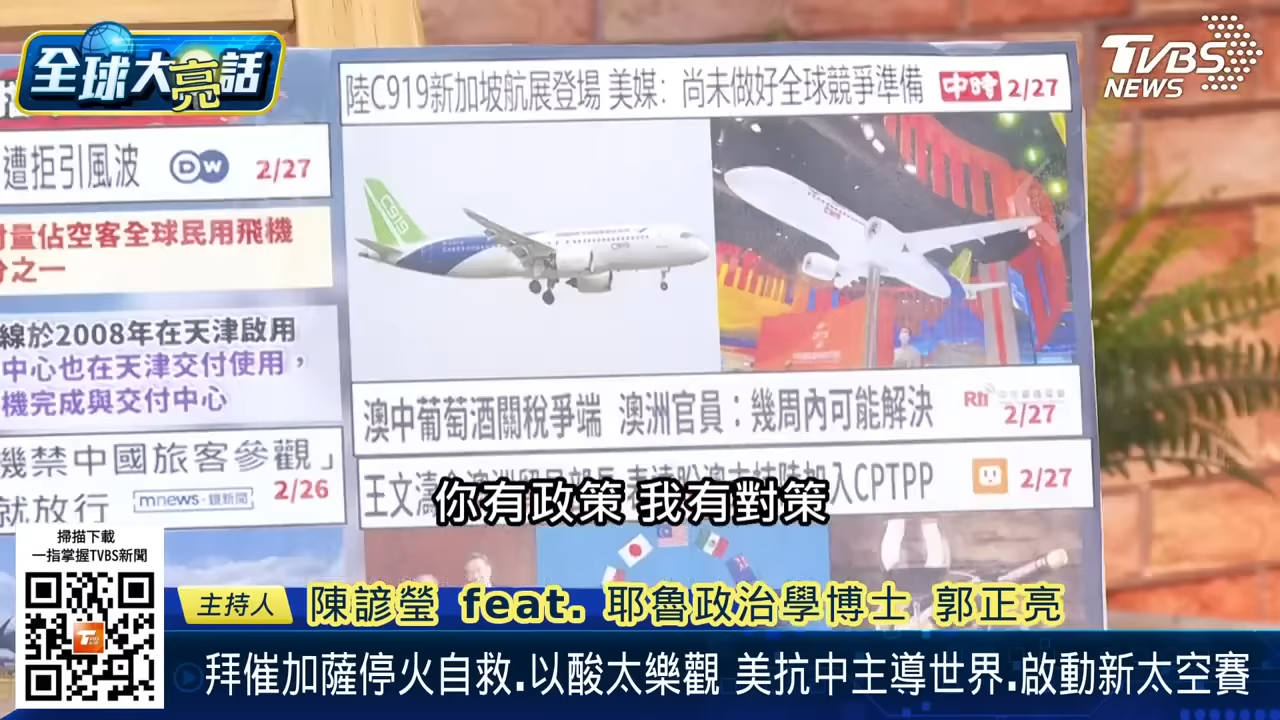 全球大亮話
TVBS
NEWS
陸C919新加坡航展登場 美媒：尚未做好全球競爭準備 中時 2/27
遭拒引風波 DW 2/27
量佔空客全球民用飛機
分之一
線於2008年在天津啟用
中心也在天津交付使用，
機完成與交付中心
C919
C919
澳中葡萄酒關稅爭端 澳洲官員：幾周內可能解決 Rti 2/27
機禁中國旅客參觀」
就放行 mnews·鏡新聞 2/26
王文濤 入CPTPP 2/27
你有政策 我有對策
掃描下載
一指掌握TVBS新聞
主持人 陳諺瑩 feat. 耶魯政治學博士 郭正亮
拜催加薩停火自救.以酸太樂觀 美抗中主導世界.啟動新太空賽